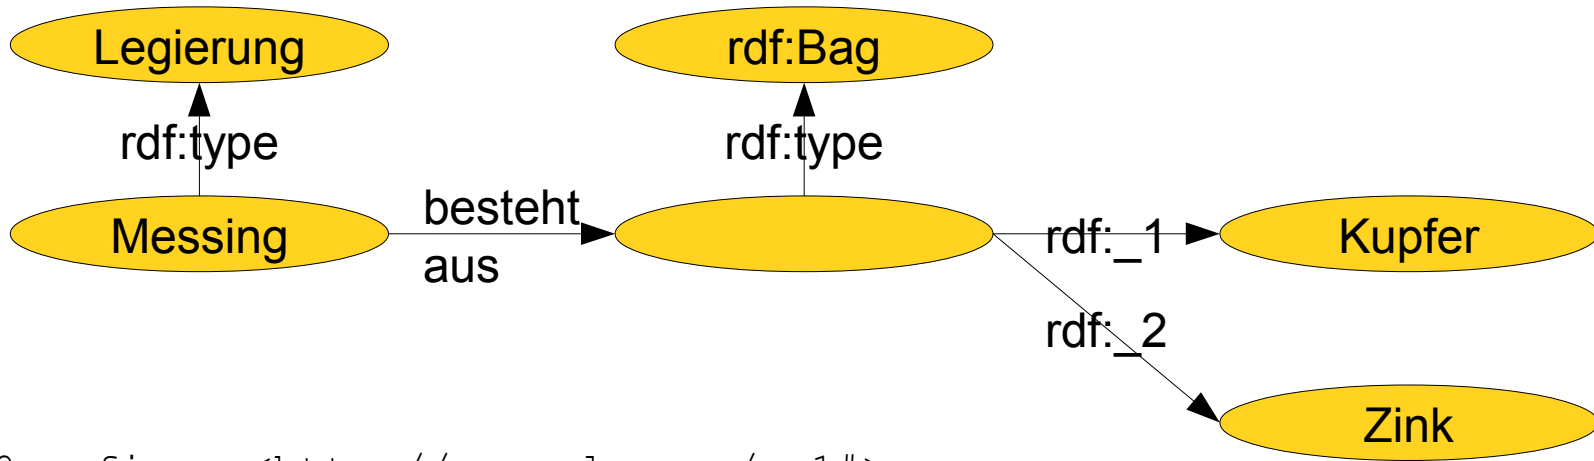 Legierung
rdf:Bag
rdf:type
rdf:type
Messing
besteht
aus
rdf:_1
Kupfer
rdf:_2
Zink